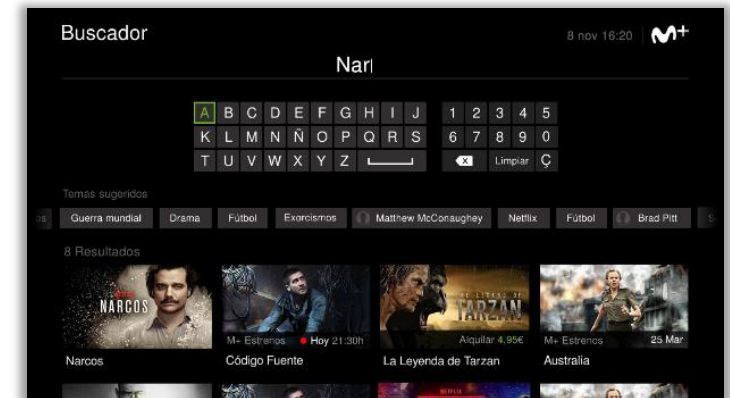 Buscador
8 nov 16:20
M+
Nar
A B C D E F G H I J 1 2 3 4 5
K L M N Ñ O P Q R S 6 7 8 9 0
T U V W X Y Z Limpiar Ç
Temas sugeridos
Guerra mundial Drama Fútbol Exorcismos Matthew McConaughey Netflix Fútbol Brad Pitt
8 Resultados
NARCOS
TARZAN
M+ Estrenos Hoy 21:30h Alquilar 4,95€ M+ Estrenos 25 Mar
Narcos Código Fuente La Leyenda de Tarzan Australia